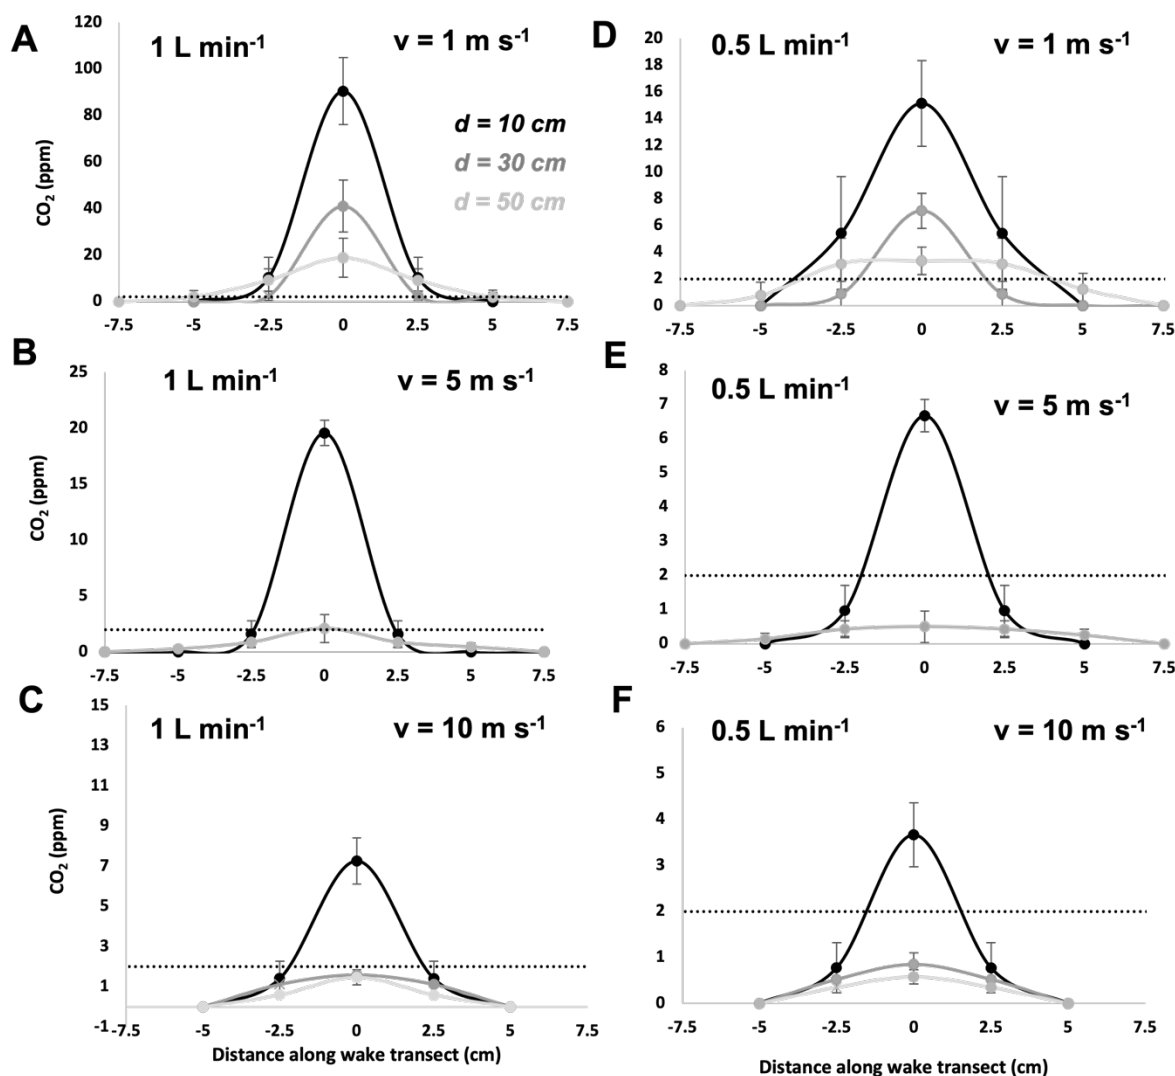 A
1 L min⁻¹
v = 1 m s⁻¹
d = 10 cm
d = 30 cm
d = 50 cm
CO₂ (ppm)
120
100
80
60
40
20
0
-7.5 -5 -2.5 0 2.5 5 7.5
B
1 L min⁻¹
v = 5 m s⁻¹
CO₂ (ppm)
25
20
15
10
5
0
-7.5 -5 -2.5 0 2.5 5 7.5
C
1 L min⁻¹
v = 10 m s⁻¹
CO₂ (ppm)
15
13
11
9
7
5
3
1
-1
-7.5 -5 -2.5 0 2.5 5 7.5
Distance along wake transect (cm)
D
0.5 L min⁻¹
v = 1 m s⁻¹
20
18
16
14
12
10
8
6
4
2
0
-7.5 -5 -2.5 0 2.5 5 7.5
E
0.5 L min⁻¹
v = 5 m s⁻¹
8
7
6
5
4
3
2
1
0
-7.5 -5 -2.5 0 2.5 5 7.5
F
0.5 L min⁻¹
v = 10 m s⁻¹
6
5
4
3
2
1
0
-7.5 -5 -2.5 0 2.5 5 7.5
Distance along wake transect (cm)